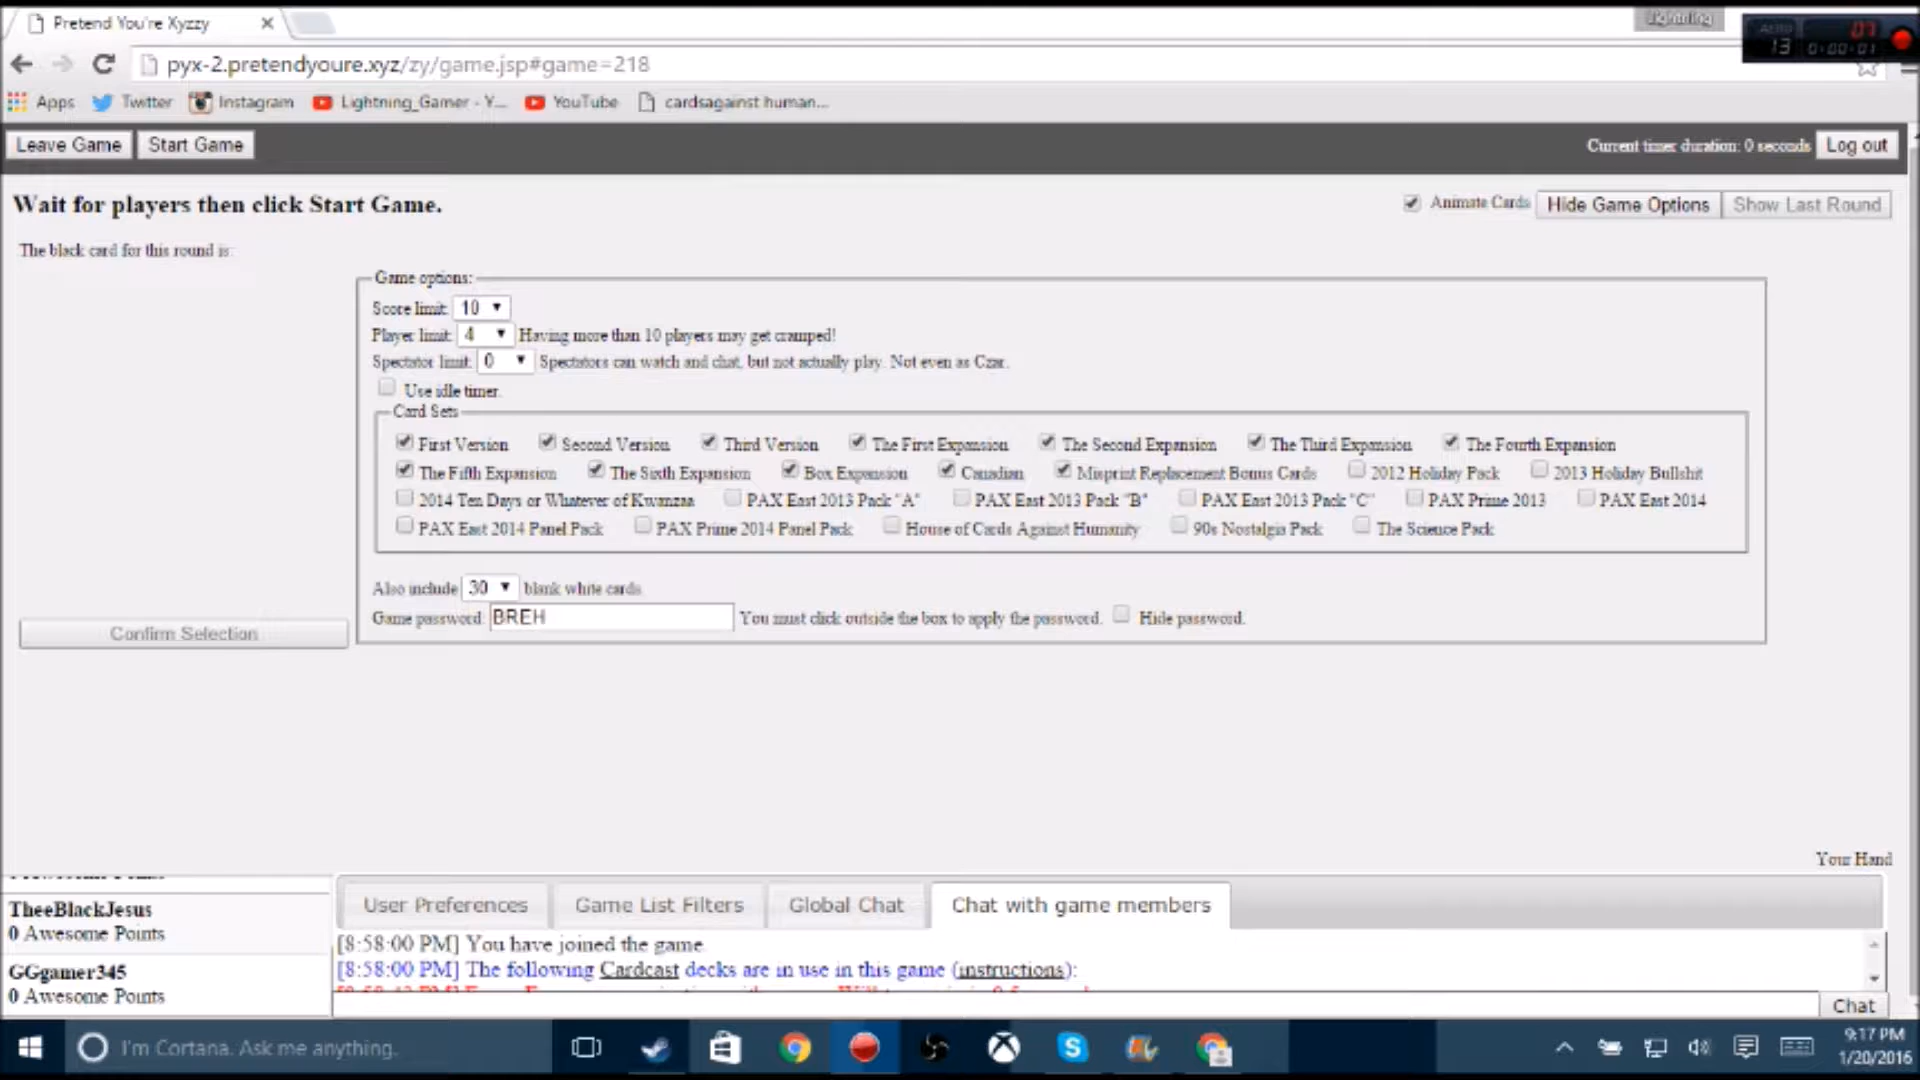 Pretend You're Xyzzy
Lightning
pyx-2.pretendyoure.xyz/zy/game.jsp#game=218
Apps Twitter Instagram Lightning_Gamer - Y... YouTube cardsagainst human...
Leave Game Start Game Current timer duration: 0 seconds Log out
Wait for players then click Start Game. Animate Cards Hide Game Options Show Last Round
The black card for this round is:
Game options:
Score limit: 10
Player limit: 4 Having more than 10 players may get cramped!
Spectator limit: 0 Spectators can watch and chat, but not actually play. Not even as Czar.
Use idle timer.
Card Sets
First Version Second Version Third Version The First Expansion The Second Expansion The Third Expansion The Fourth Expansion
The Fifth Expansion The Sixth Expansion Box Expansion Canadian Misprint Replacement Bonus Cards 2012 Holiday Pack 2013 Holiday Bullshit
2014 Ten Days or Whatever of Kwanzaa PAX East 2013 Pack "A" PAX East 2013 Pack "B" PAX East 2013 Pack "C" PAX Prime 2013 PAX East 2014
PAX East 2014 Panel Pack PAX Prime 2014 Panel Pack House of Cards Against Humanity 90s Nostalgia Pack The Science Pack
Also include 30 blank white cards.
Game password: BREH You must click outside the box to apply the password. Hide password.
Confirm Selection
Your Hand
TheeBlackJesus
0 Awesome Points
GGgamer345
0 Awesome Points
User Preferences Game List Filters Global Chat Chat with game members
[8:58:00 PM] You have joined the game.
[8:58:00 PM] The following Cardcast decks are in use in this game (instructions):
Chat
I'm Cortana. Ask me anything.
9:17 PM
1/20/2016